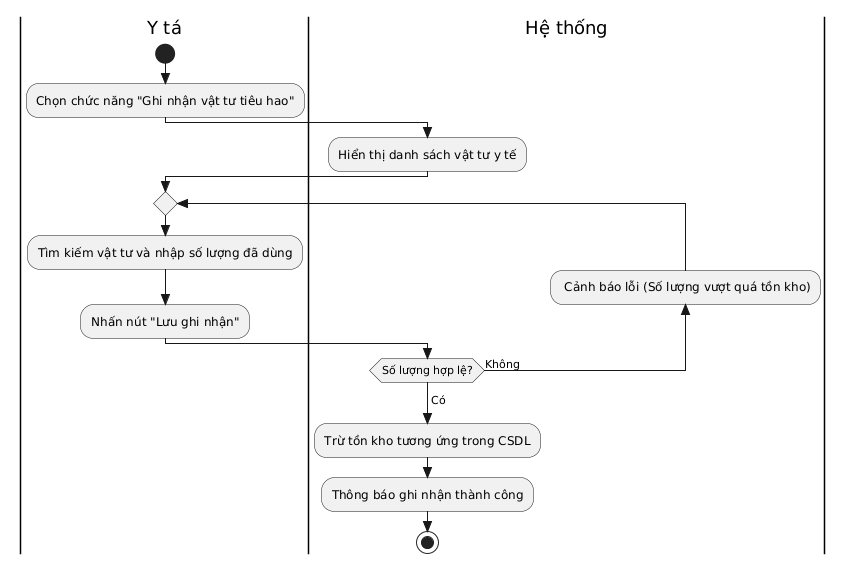 Y tá
Hệ thống
Chọn chức năng "Ghi nhận vật tư tiêu hao"
Hiển thị danh sách vật tư y tế
Tìm kiếm vật tư và nhập số lượng đã dùng
Cảnh báo lỗi (Số lượng vượt quá tồn kho)
Nhấn nút "Lưu ghi nhận"
Số lượng hợp lệ?
Không
Có
Trừ tồn kho tương ứng trong CSDL
Thông báo ghi nhận thành công